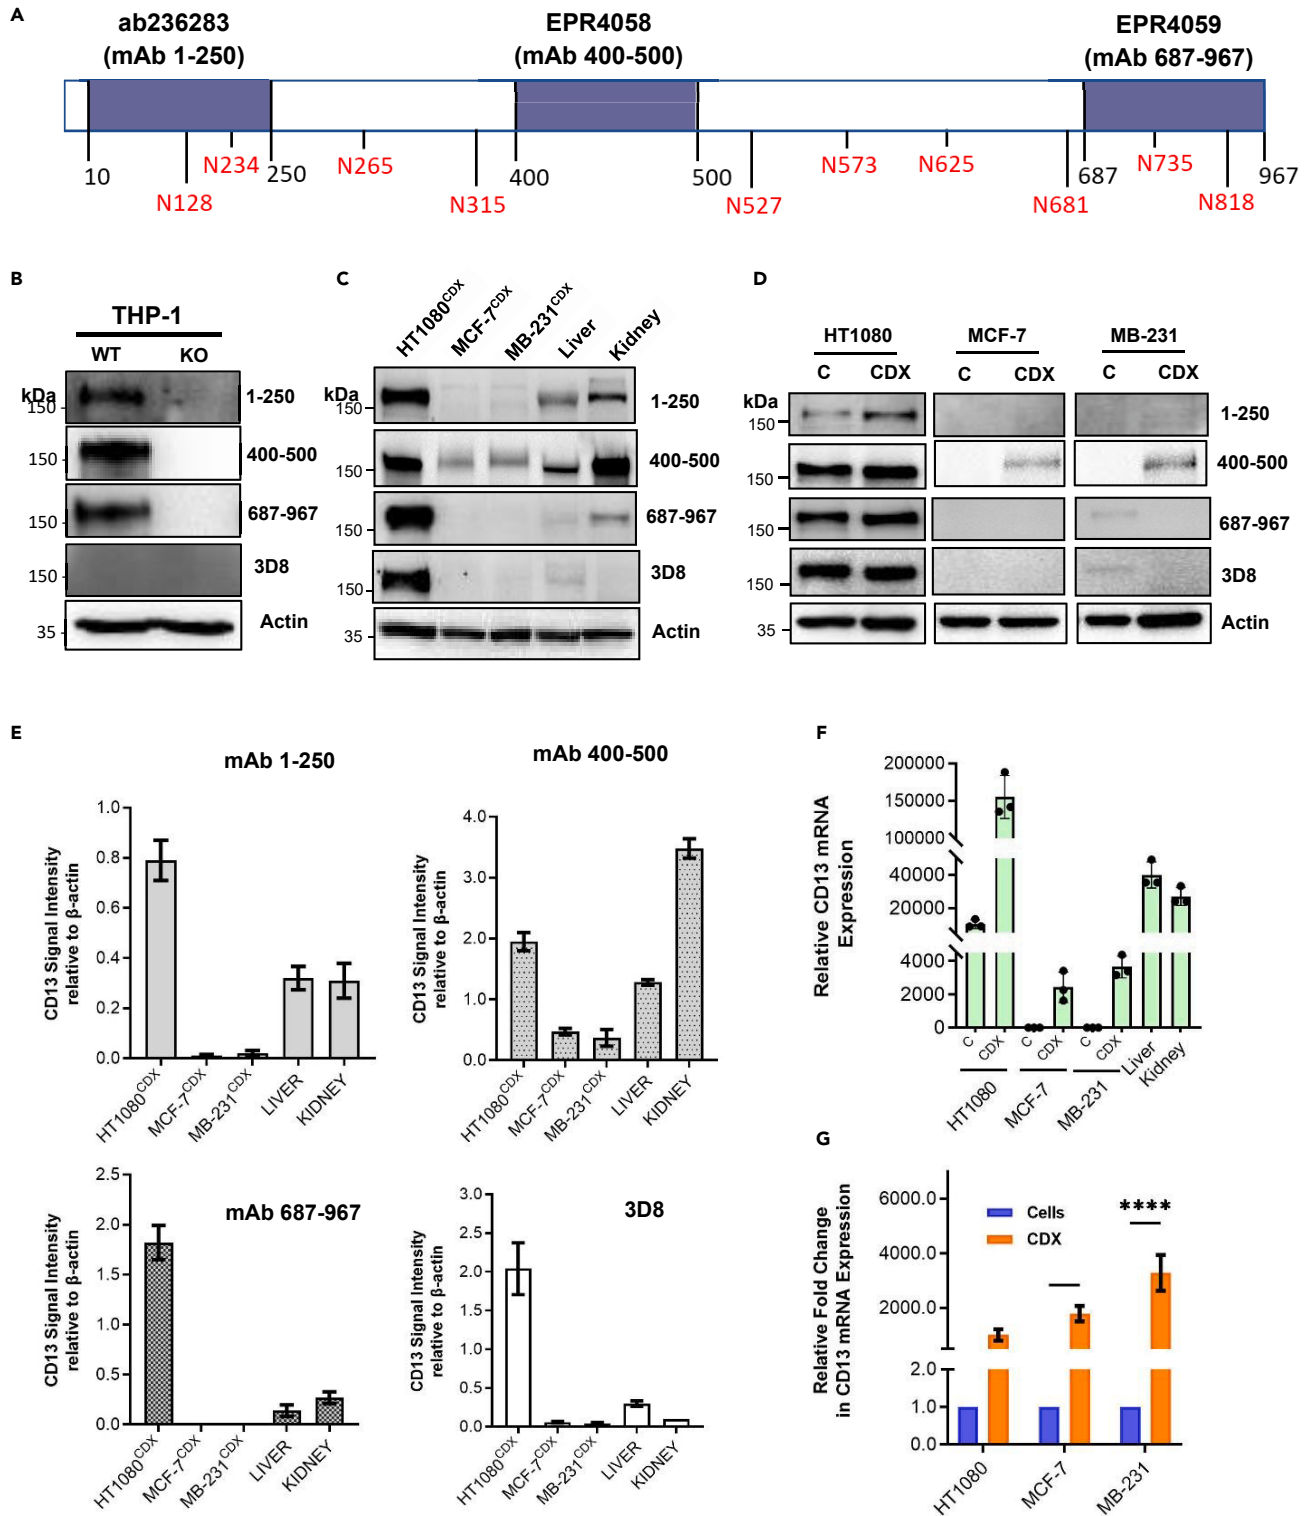 A
ab236283
(mAb 1-250)
EPR4058
(mAb 400-500)
EPR4059
(mAb 687-967)
10
N128
N234
250
N265
N315
400
500
N527
N573
N625
N681
687
N735
N818
967
B
THP-1
WT KO
kDa
150 1-250
150 400-500
150 687-967
150 3D8
35 Actin
C
HT1080CDX
MCF-7CDX
MB-231CDX
Liver
Kidney
kDa
150 1-250
150 400-500
150 687-967
150 3D8
35 Actin
D
HT1080 MCF-7 MB-231
C CDX C CDX C CDX
kDa
150 1-250
150 400-500
150 687-967
150 3D8
35 Actin
E
mAb 1-250
CD13 Signal Intensity
relative to β-actin
1.0
0.8
0.6
0.4
0.2
0.0
HT1080CDX
MCF-7CDX
MB-231CDX
LIVER
KIDNEY
mAb 400-500
CD13 Signal Intensity
relative to β-actin
4.0
3.0
2.0
1.0
0.0
HT1080CDX
MCF-7CDX
MB-231CDX
LIVER
KIDNEY
mAb 687-967
CD13 Signal Intensity
relative to β-actin
2.5
2.0
1.5
1.0
0.5
0.0
HT1080CDX
MCF-7CDX
MB-231CDX
LIVER
KIDNEY
3D8
CD13 Signal Intensity
relative to β-actin
3.0
2.5
2.0
1.5
1.0
0.5
0.0
HT1080CDX
MCF-7CDX
MB-231CDX
LIVER
KIDNEY
F
Relative CD13 mRNA
Expression
200000
150000
100000
40000
20000
4000
2000
0
C
CDX
C
CDX
C
CDX
Liver
Kidney
HT1080
MCF-7
MB-231
G
Relative Fold Change
in CD13 mRNA Expression
6000.0
4000.0
2000.0
2.0
1.0
0.0
Cells
CDX
****
HT1080
MCF-7
MB-231